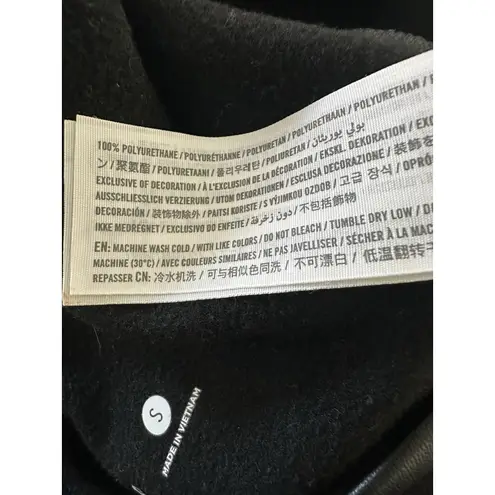 100% POLYURETHANE / POLYURÉTHANNE / POLYURETAN / POLYURETHAAN / POLYURETHAN
ン / 聚氨酯 / POLYURETAANI / 폴리우레탄 / POLIURETAN / بولي يوريثان /
EXCLUSIVE OF DECORATION / À L'EXCLUSION DE LA DÉCORATION / EKSKL. DEKORATION / EXC
AUSSCHLIESSLICH VERZIERUNG / UTOM DEKORATIONEN / ESCLUSA DECORAZIONE / 装飾を
DECORACIÓN / 装飾物除外 / PAITSI KORISTE / S VÝJIMKOU OZDOB / 고급 장식 / OPRÓ
IKKE MEDREGNET / EXCLUSIVO DO ENFEITE / دون زخرفة / 不包括飾物
EN: MACHINE WASH COLD / WITH LIKE COLORS / DO NOT BLEACH / TUMBLE DRY LOW /
MACHINE (30°C) / AVEC COULEURS SIMILAIRES / NE PAS JAVELLISER / SÉCHER À LA MACH
REPASSER CN: 冷水机洗 / 可与相似色同洗 / 不可漂白 / 低温翻转干
S
MADE IN VIETNAM